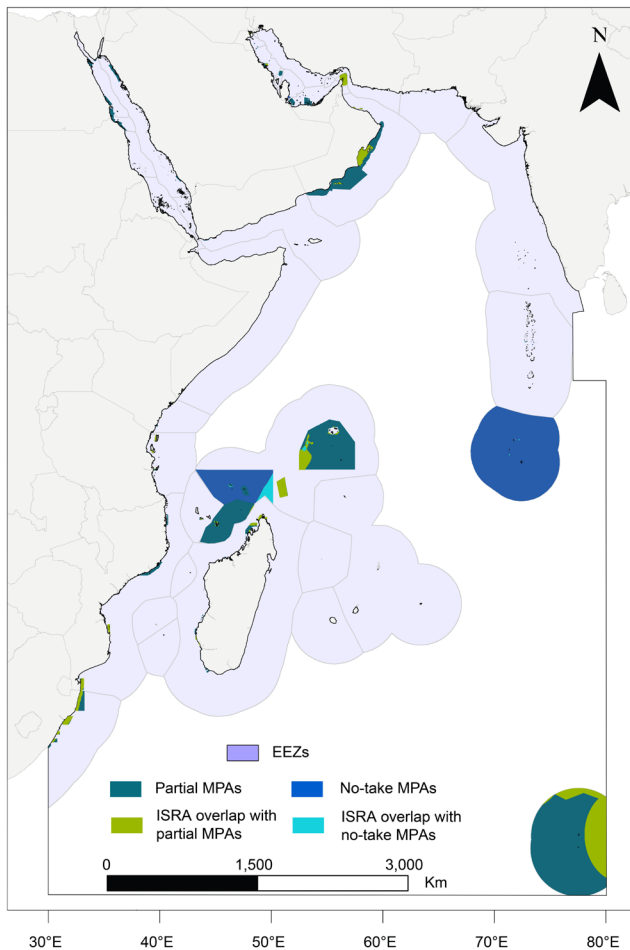 N
EEZs
Partial MPAs
No-take MPAs
ISRA overlap with
partial MPAs
ISRA overlap with
no-take MPAs
0 1,500 3,000
Km
30°E 40°E 50°E 60°E 70°E 80°E